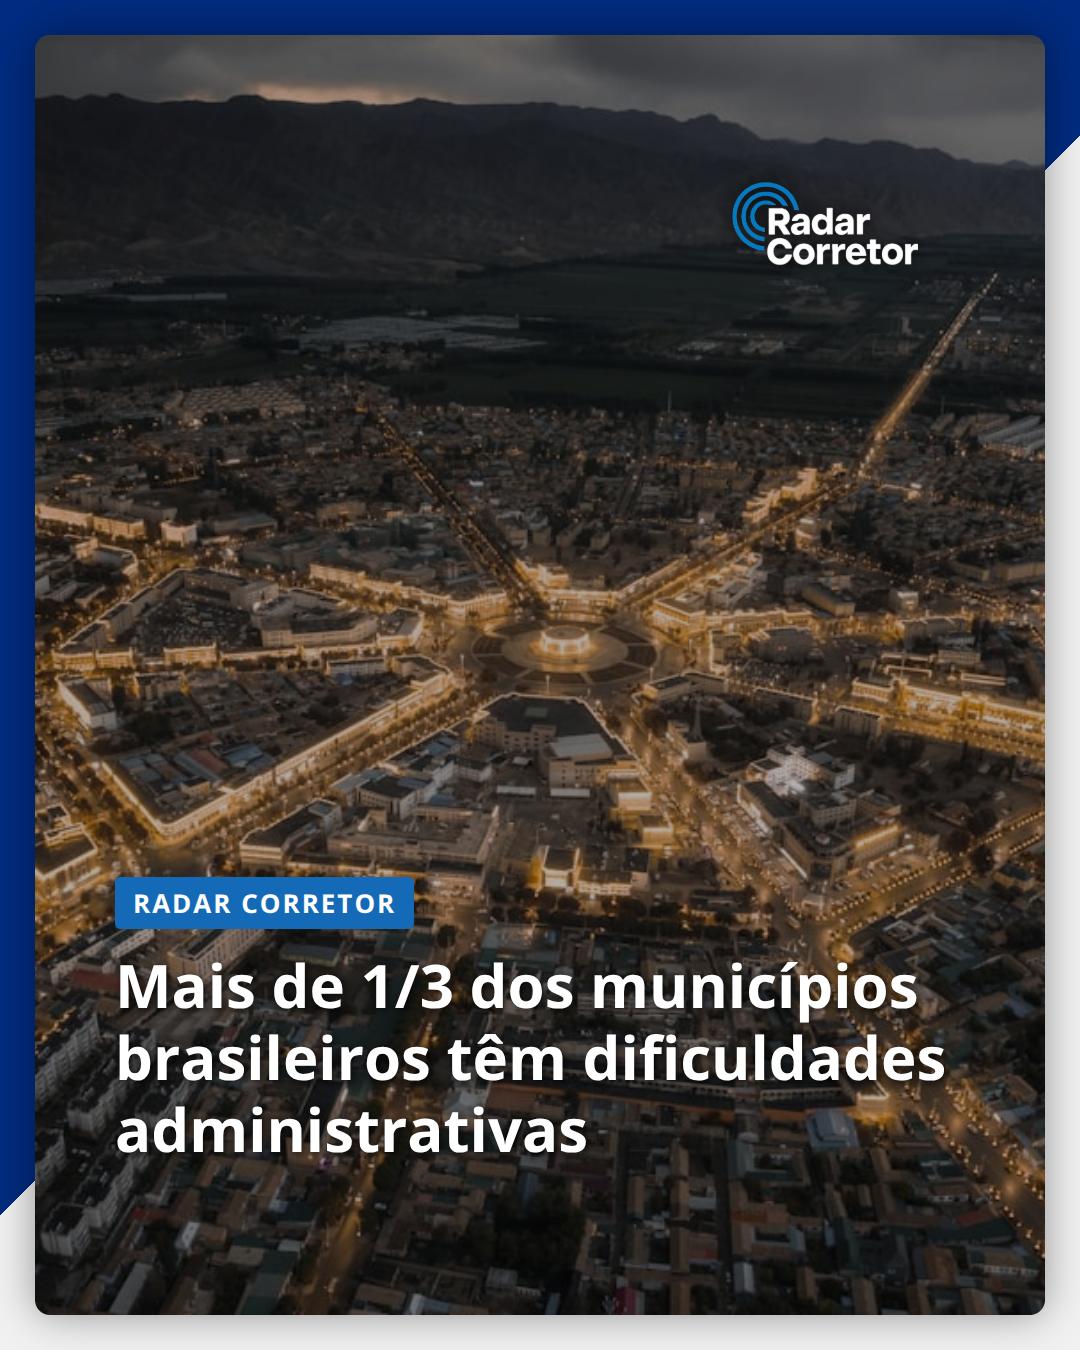 Radar
Corretor
RADAR CORRETOR
Mais de 1/3 dos municípios
brasileiros têm dificuldades
administrativas